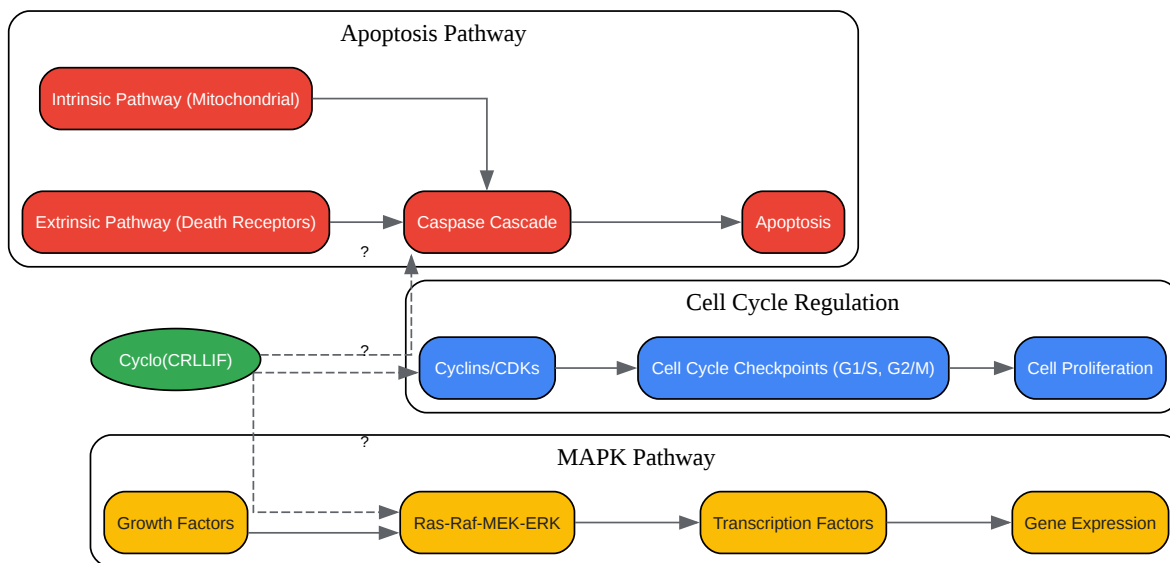 Apoptosis Pathway
Intrinsic Pathway (Mitochondrial)
Extrinsic Pathway (Death Receptors)
Caspase Cascade
Apoptosis
?
Cell Cycle Regulation
Cyclo(CRLLIF)
?
Cyclins/CDKs
Cell Cycle Checkpoints (G1/S, G2/M)
Cell Proliferation
?
MAPK Pathway
Growth Factors
Ras-Raf-MEK-ERK
Transcription Factors
Gene Expression